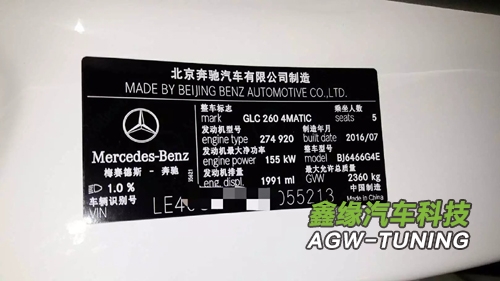 北京奔驰汽车有限公司制造
MADE BY BEIJING BENZ AUTOMOTIVE CO.,LTD.
整车标志 乘坐人数
mark GLC 260 4MATIC seats 5
发动机型号 制造年月
engine type 274 920 built date 2016/07
发动机最大净功率 整车型号
engine power 155 kW model BJ6466G4E
发动机排量 最大允许总质量
eng. displ. 1991 ml GVW 2360 kg
中国制造
Made in China
Mercedes-Benz
梅赛德斯 - 奔驰
1.0 %
车辆识别号
VIN LE4 055213
鑫缘汽车科技
AGW-TUNING